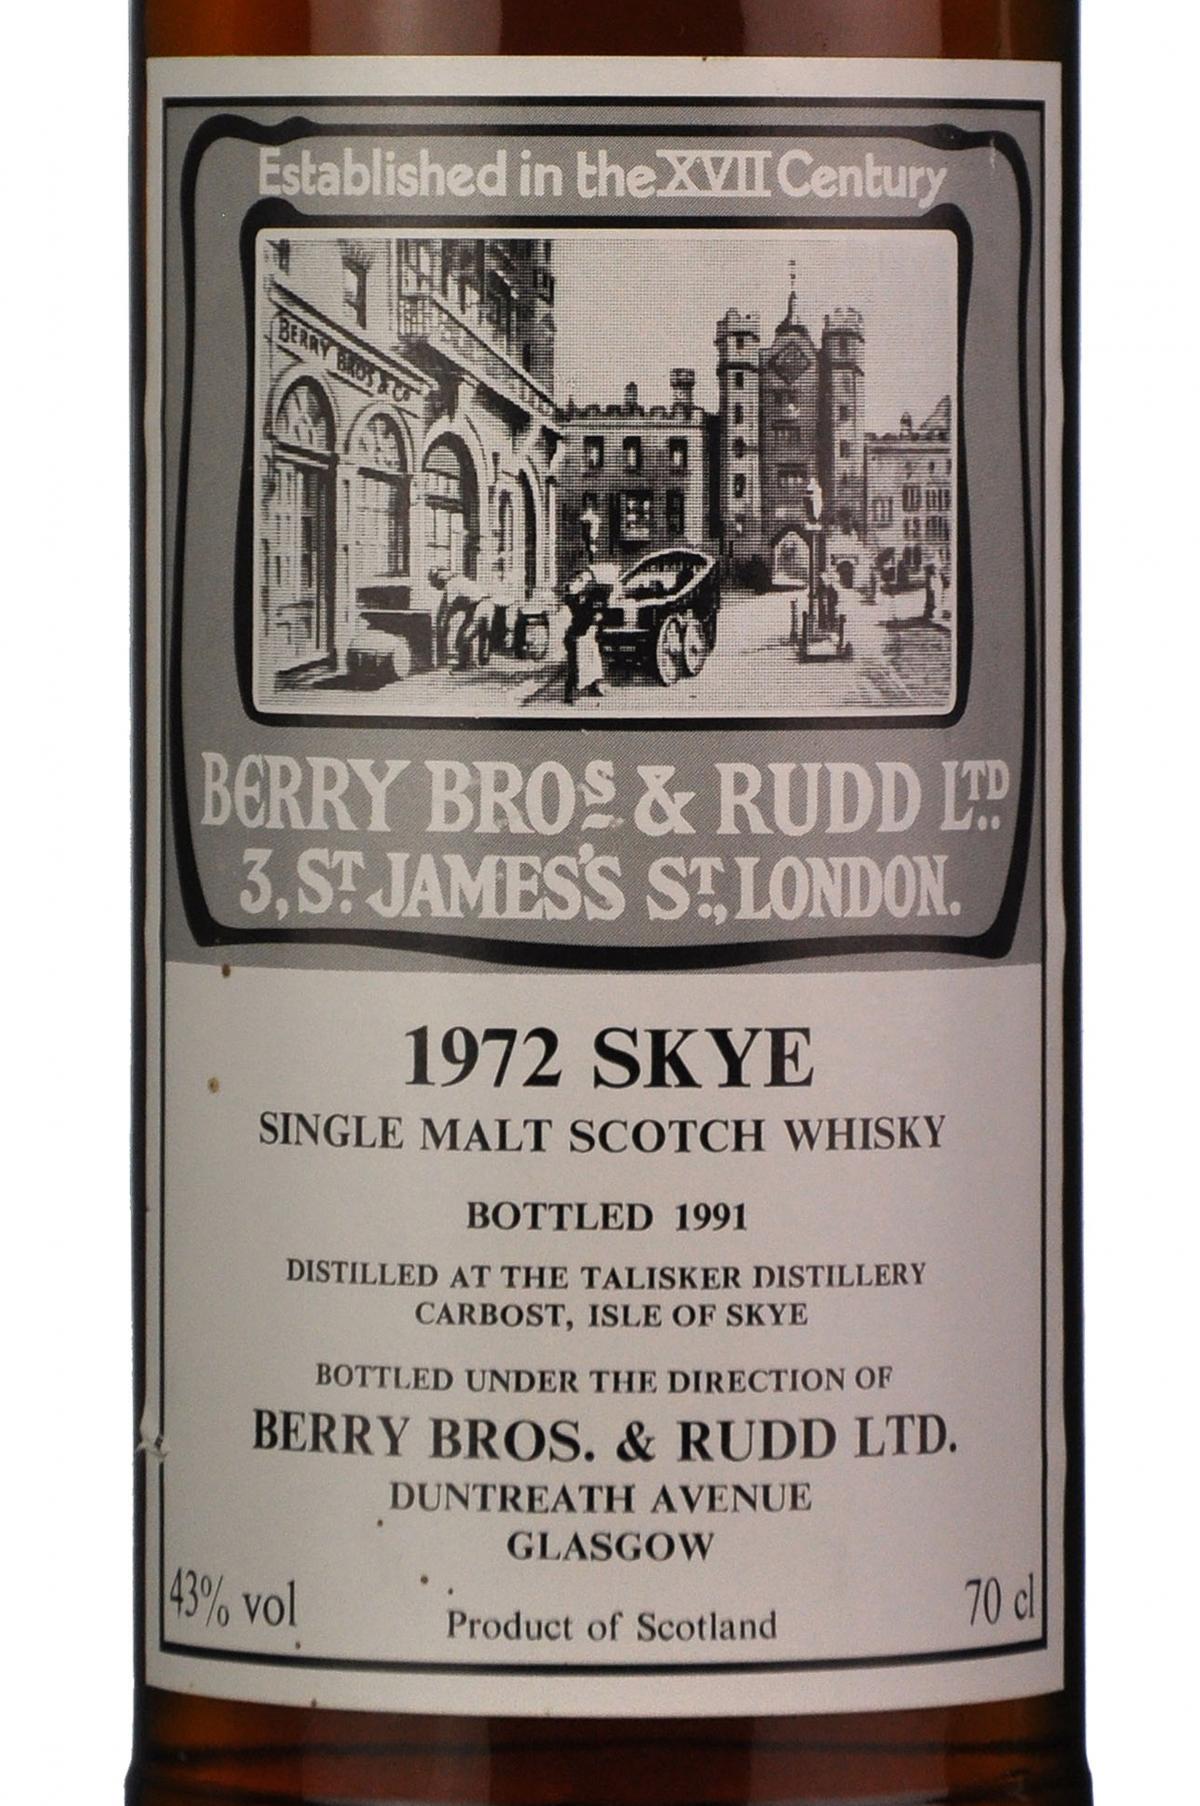 Established in the XVII Century
BERRY BROS & CO
BERRY BROS & RUDD LTD.
3, ST. JAMES'S ST., LONDON.
1972 SKYE
SINGLE MALT SCOTCH WHISKY
BOTTLED 1991
DISTILLED AT THE TALISKER DISTILLERY
CARBOST, ISLE OF SKYE
BOTTLED UNDER THE DIRECTION OF
BERRY BROS. & RUDD LTD.
DUNTREATH AVENUE
GLASGOW
43% vol
Product of Scotland
70 cl